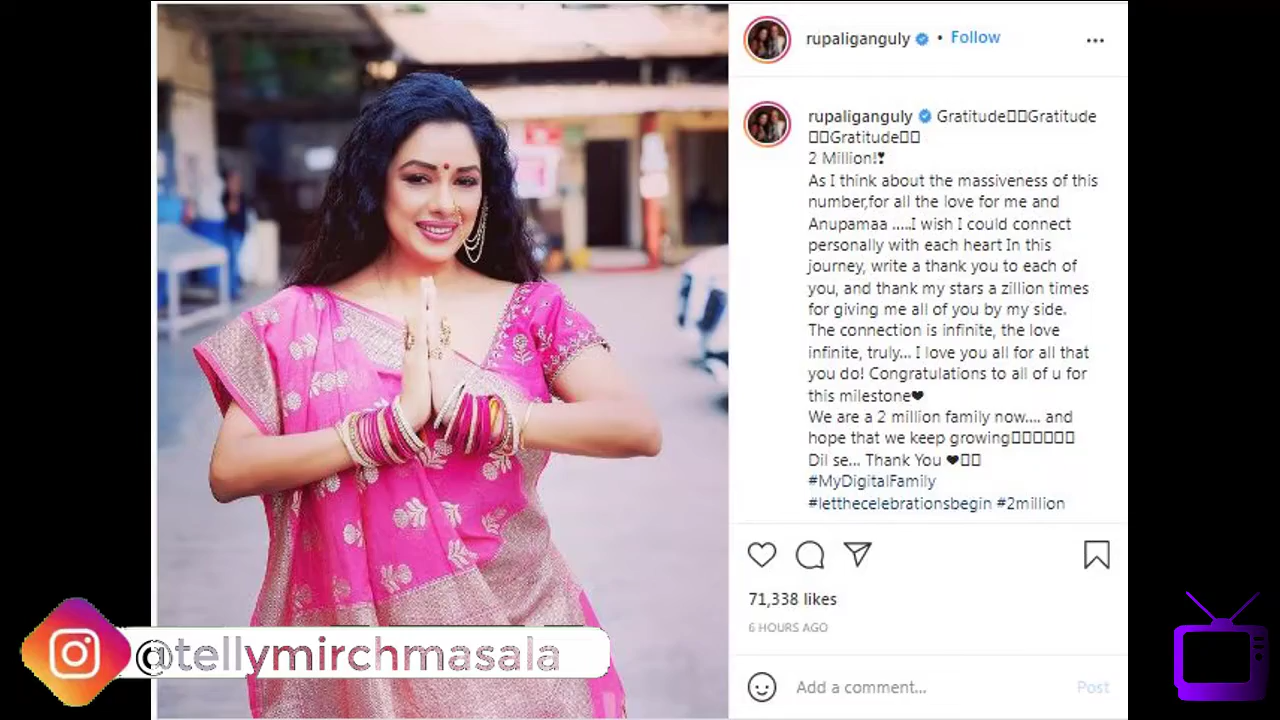 rupaliganguly • Follow
rupaliganguly Gratitude▯▯Gratitude
▯▯Gratitude▯▯
2 Million!❣
As I think about the massiveness of this
number,for all the love for me and
Anupamaa .....I wish I could connect
personally with each heart In this
journey, write a thank you to each of
you, and thank my stars a zillion times
for giving me all of you by my side.
The connection is infinite, the love
infinite, truly... I love you all for all that
you do! Congratulations to all of u for
this milestone❤
We are a 2 million family now.... and
hope that we keep growing▯▯▯▯▯▯
Dil se... Thank You ❤▯▯
#MyDigitalFamily
#letthecelebrationsbegin #2million
71,338 likes
6 HOURS AGO
Add a comment... Post
@tellymirchmasala